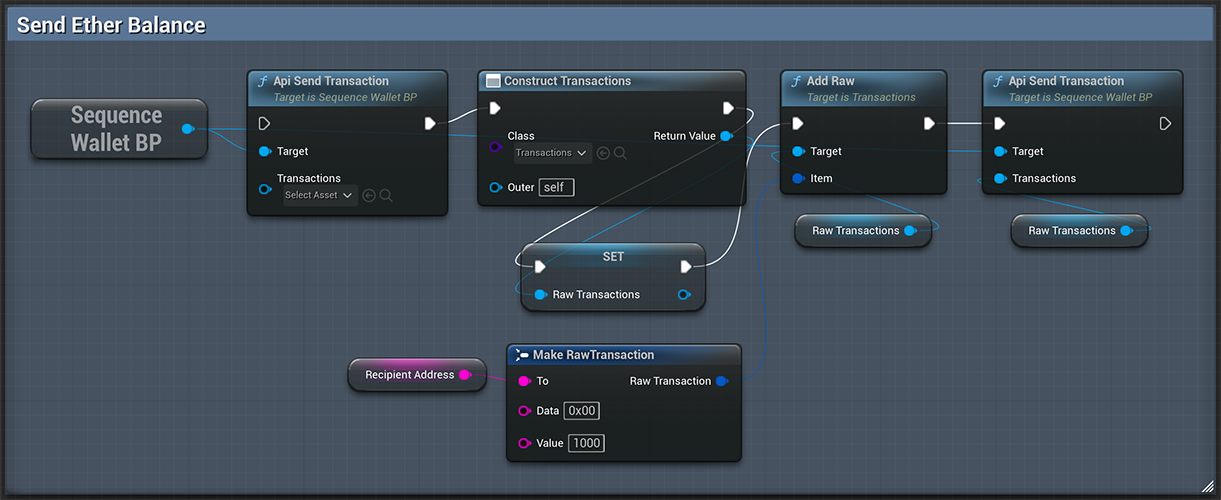 Send Ether Balance
Sequence
Wallet BP
f Api Send Transaction
Target is Sequence Wallet BP
Target
Transactions
Select Asset
Construct Transactions
Class
Transactions
Return Value
Outer self
SET
Raw Transactions
f Add Raw
Target is Transactions
Target
Item
Raw Transactions
f Api Send Transaction
Target is Sequence Wallet BP
Target
Transactions
Raw Transactions
Recipient Address
Make RawTransaction
To
Raw Transaction
Data 0x00
Value 1000